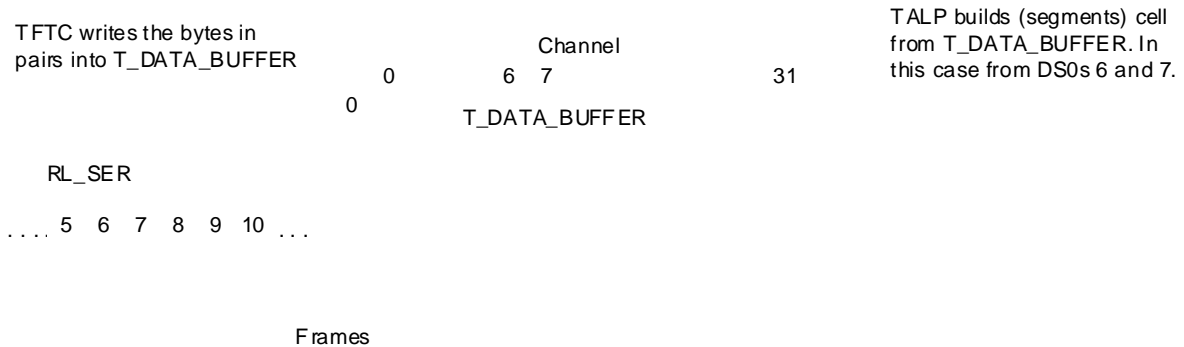 TFTC writes the bytes in
pairs into T_DATA_BUFFER
Channel
0 6 7 31
0
T_DATA_BUFFER
TALP builds (segments) cell
from T_DATA_BUFFER. In
this case from DS0s 6 and 7.
RL_SER
.... 5 6 7 8 9 10 ...
Frames